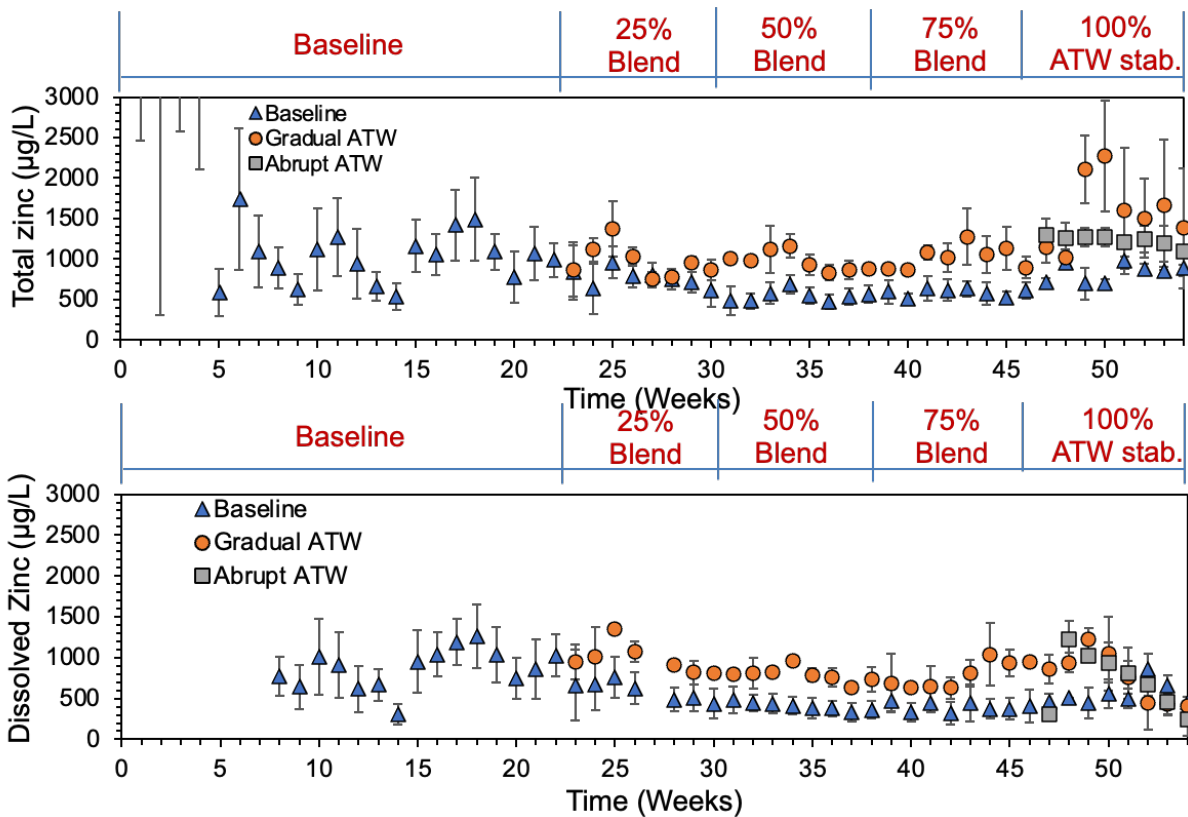 Baseline
25%
Blend
50%
Blend
75%
Blend
100%
ATW stab.
Total zinc (µg/L)
3000
2500
2000
1500
1000
500
0
Baseline
Gradual ATW
Abrupt ATW
0 5 10 15 20 25 30 35 40 45 50
Time (Weeks)
Baseline
25%
Blend
50%
Blend
75%
Blend
100%
ATW stab.
Dissolved Zinc (µg/L)
3000
2500
2000
1500
1000
500
0
Baseline
Gradual ATW
Abrupt ATW
0 5 10 15 20 25 30 35 40 45 50
Time (Weeks)